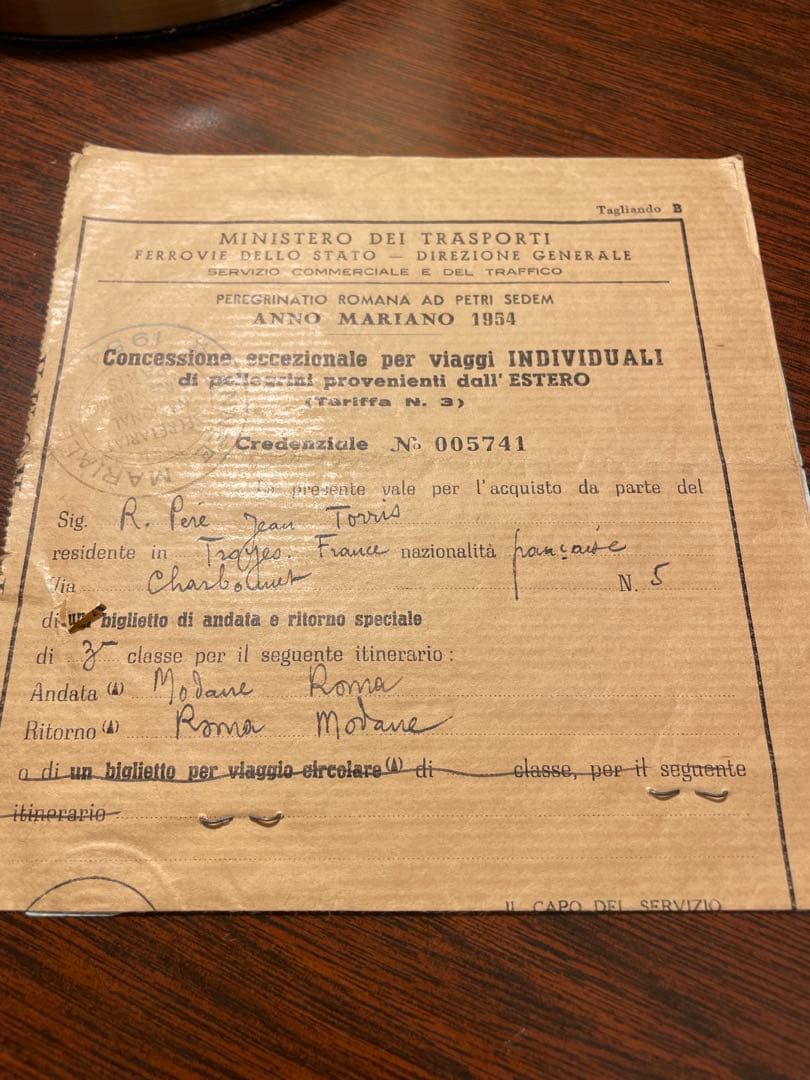 Tagliando B
MINISTERO DEI TRASPORTI
FERROVIE DELLO STATO — DIREZIONE GENERALE
SERVIZIO COMMERCIALE E DEL TRAFFICO
PEREGRINATIO ROMANA AD PETRI SEDEM
ANNO MARIANO 1954
Concessione eccezionale per viaggi INDIVIDUALI
di pellegrini provenienti dall'ESTERO
(Tariffa N. 3)
Credenziale No 005741
La presente vale per l'acquisto da parte del
Sig. R. Père Jean Torris
residente in Troyes. France nazionalità française
Via N. 5
di un biglietto di andata e ritorno speciale
di 3e classe per il seguente itinerario :
Andata (A) Modane Roma
Ritorno (A) Roma Modane
o di un biglietto per viaggio circolare (A) di classe, per il seguente
itinerario
IL CAPO DEL SERVIZIO